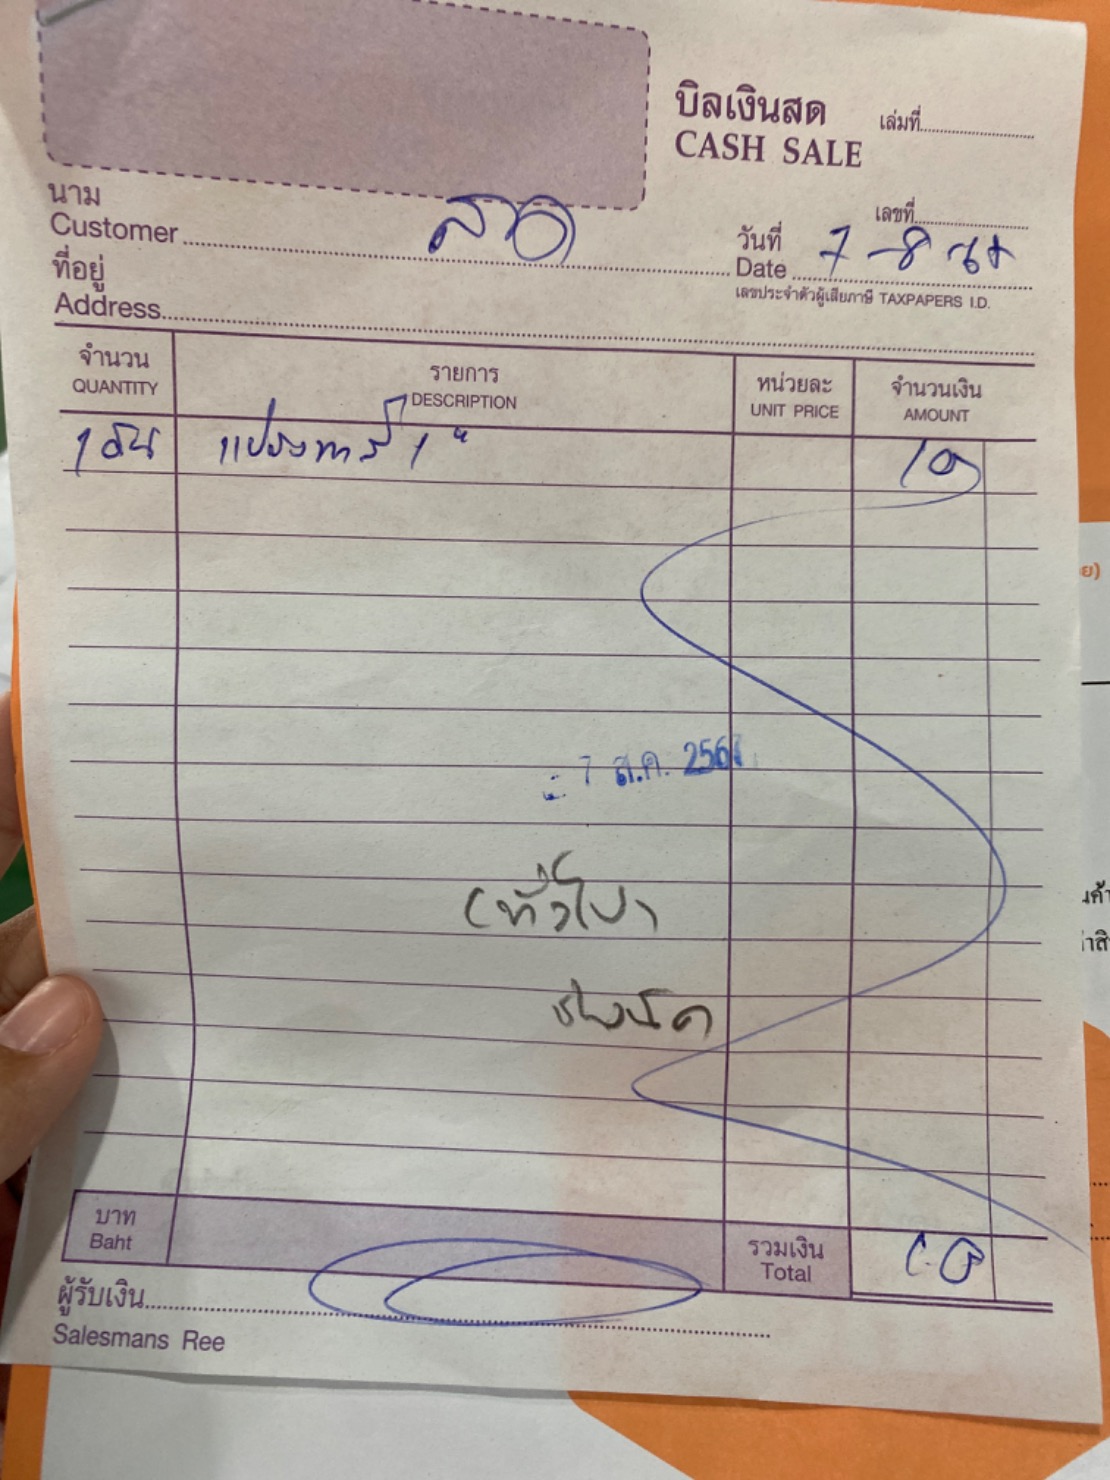 บิลเงินสด
CASH SALE
เล่มที่
เลขที่
นาม
Customer สด
วันที่
Date 7-8
ที่อยู่
Address
เลขประจำตัวผู้เสียภาษี TAXPAPERS I.D.
จำนวน QUANTITY รายการ DESCRIPTION หน่วยละ UNIT PRICE จำนวนเงิน AMOUNT
1 อัน แปรงทาสี 1" 10
7 ส.ค. 2567
(ทั่วไป)
ช่างโค
บาท
Baht
รวมเงิน
Total 10
ผู้รับเงิน
Salesmans Ree